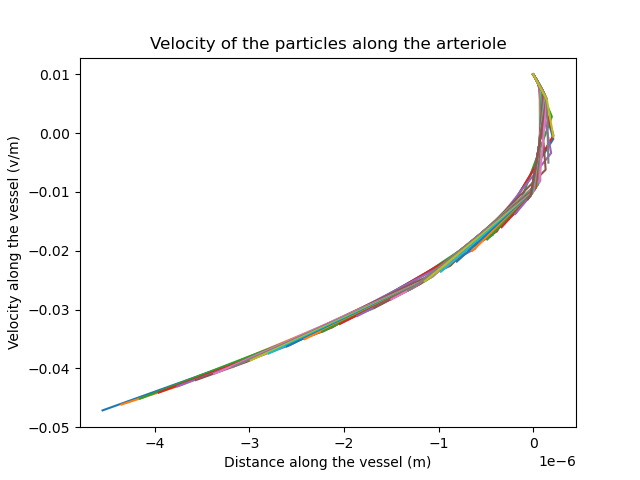 Velocity of the particles along the arteriole
Velocity along the vessel (v/m)
0.01
0.00
−0.01
−0.02
−0.03
−0.04
−0.05
−4 −3 −2 −1 0
1e−6
Distance along the vessel (m)